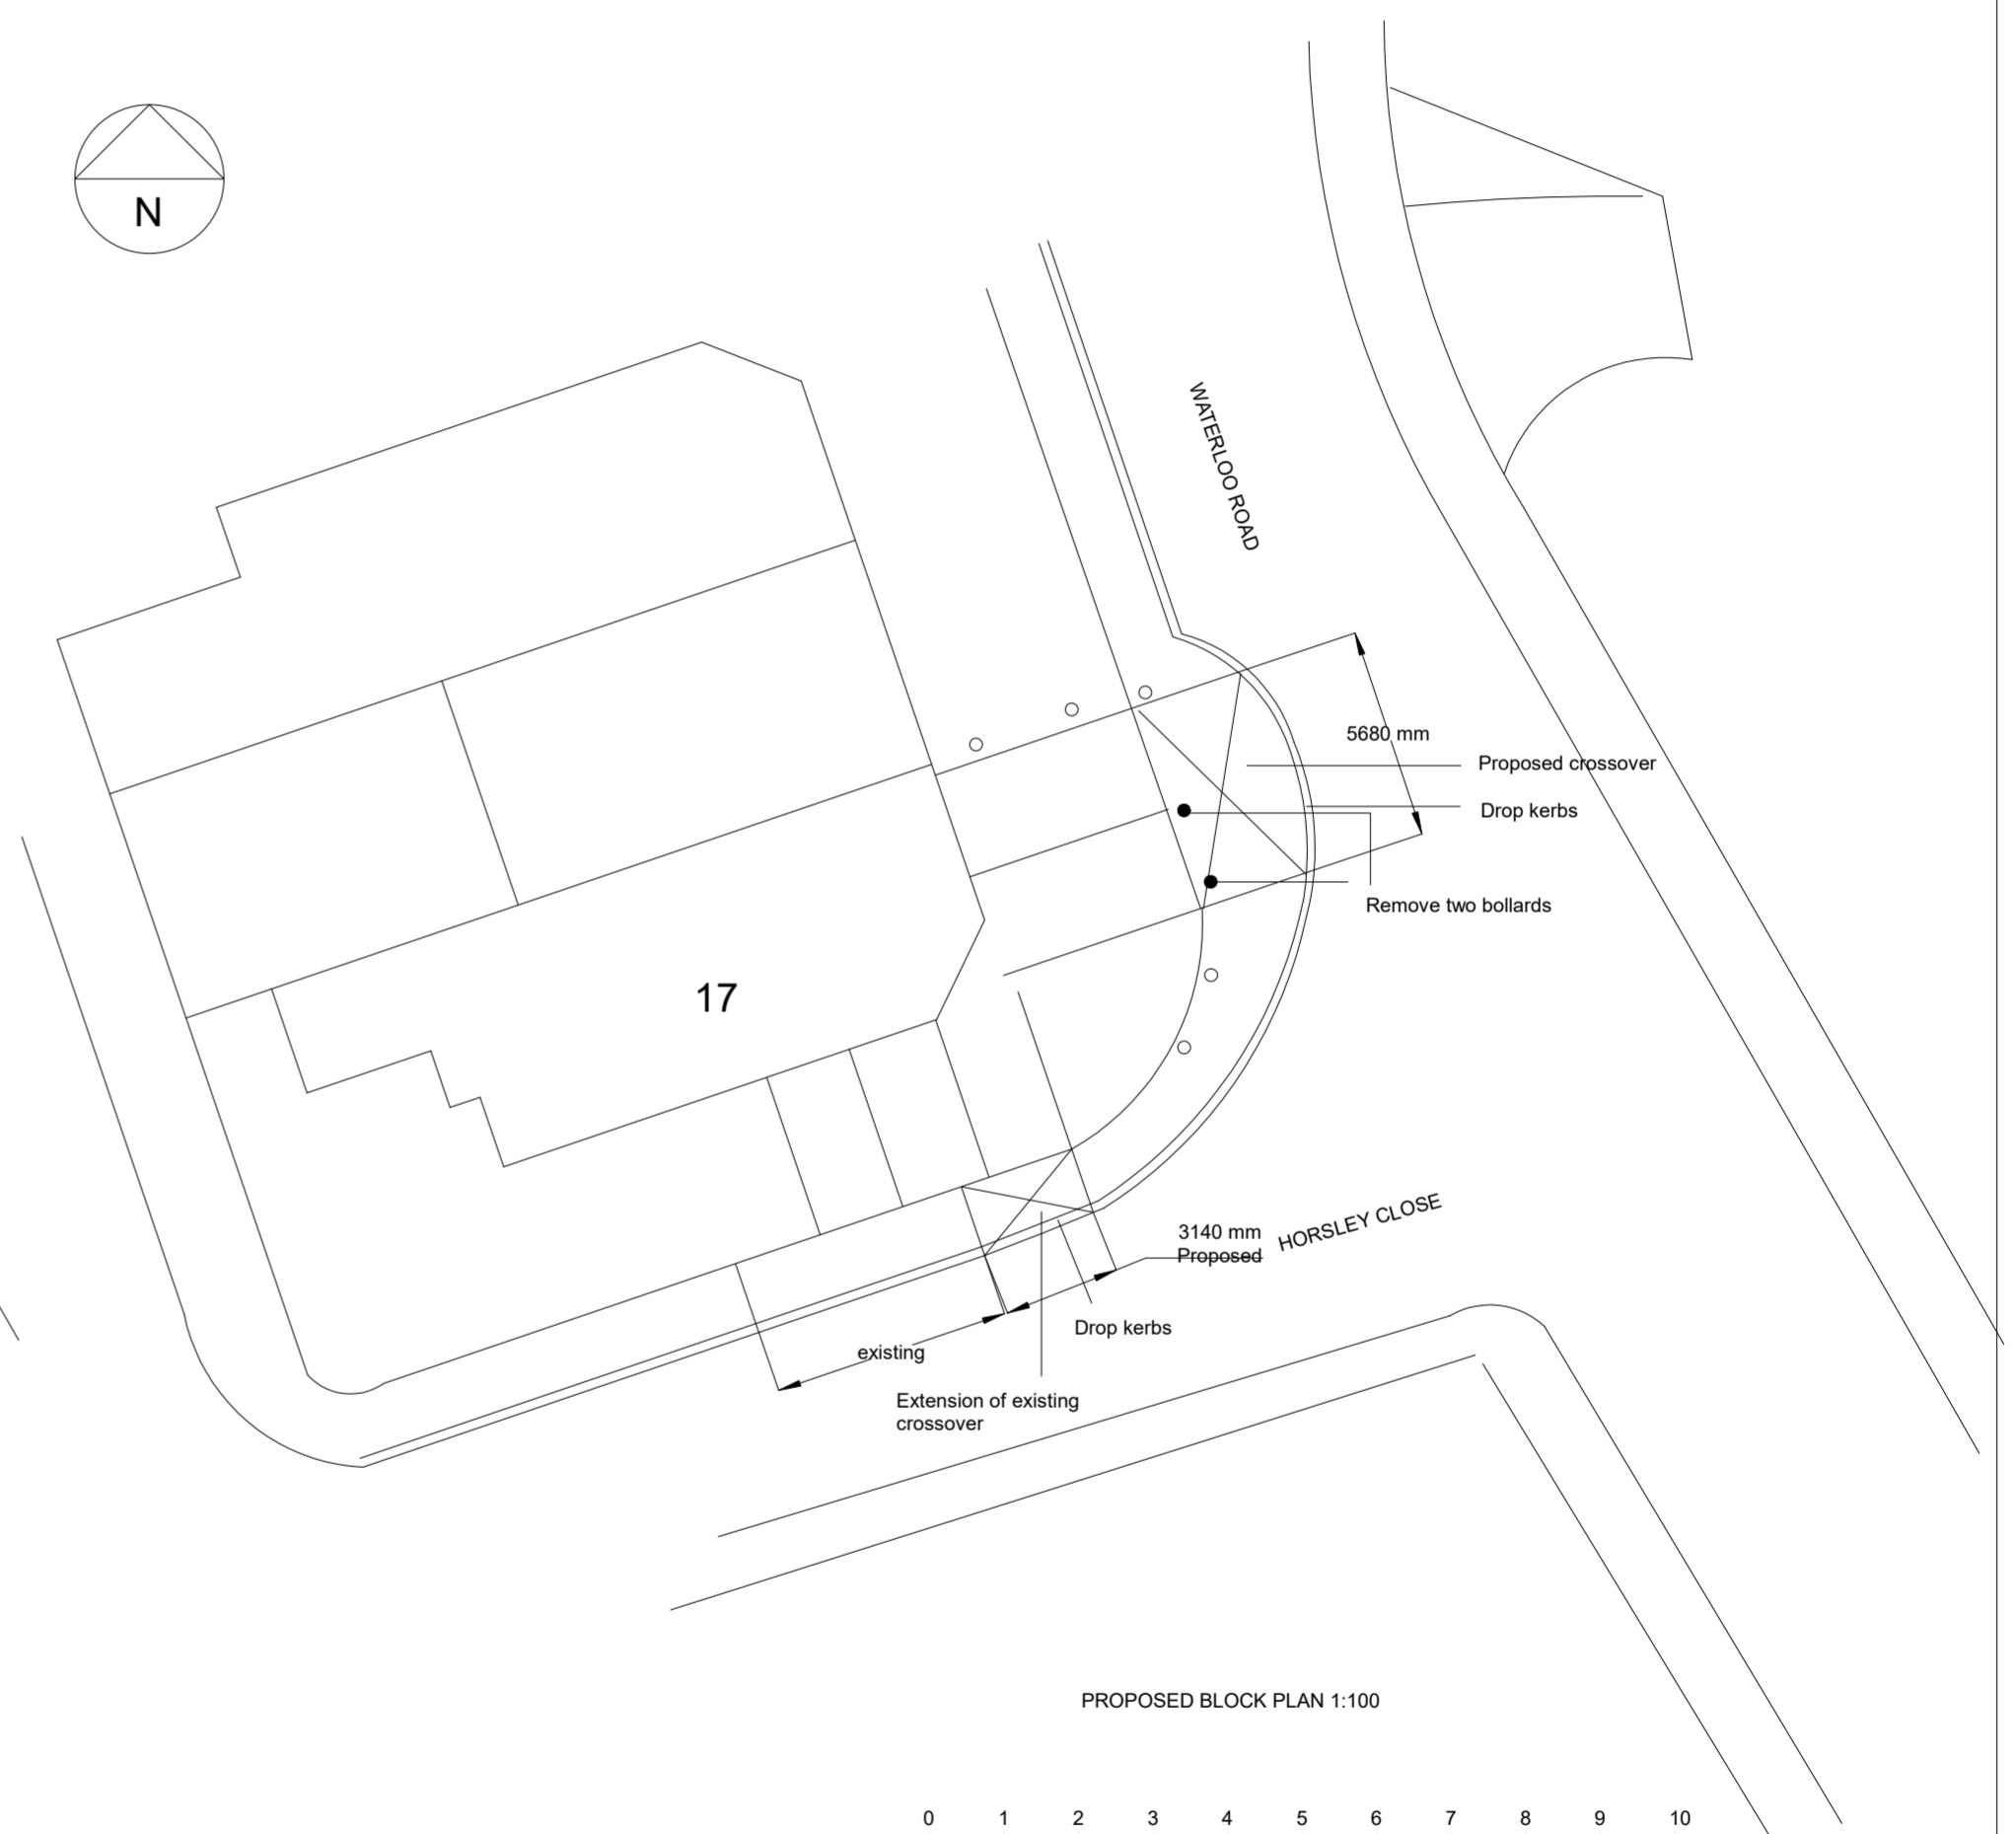 N
WATERLOO ROAD
5680 mm
Proposed crossover
Drop kerbs
Remove two bollards
17
3140 mm
Proposed
HORSLEY CLOSE
Drop kerbs
existing
Extension of existing
crossover
PROPOSED BLOCK PLAN 1:100
0 1 2 3 4 5 6 7 8 9 10